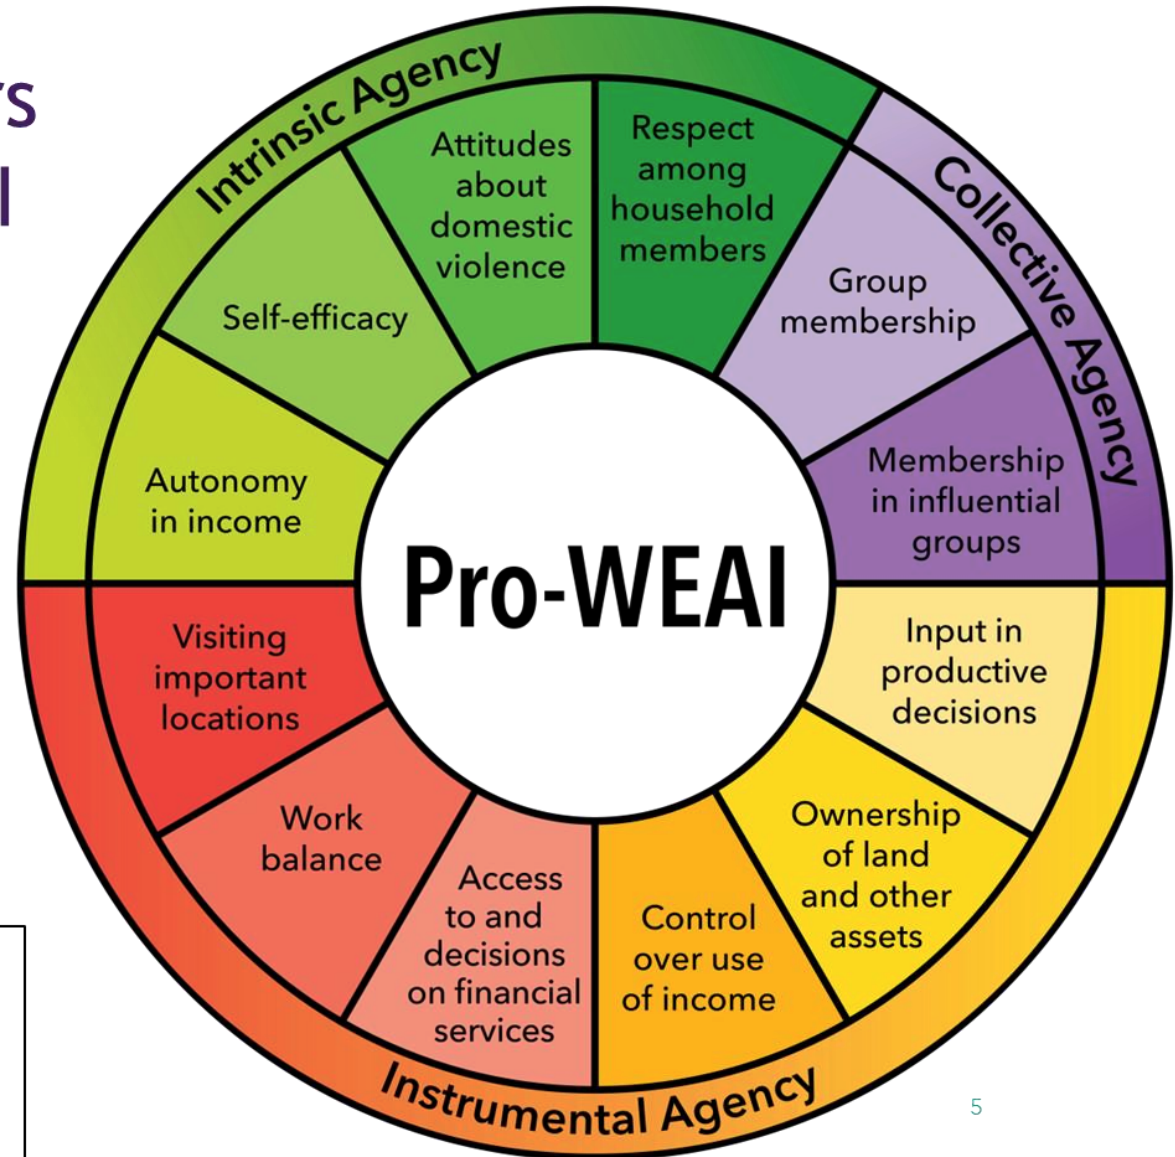 rs
l
Intrinsic Agency
Attitudes
about
domestic
violence
Respect
among
household
members
Collective Agency
Group
membership
Self-efficacy
Membership
in influential
groups
Autonomy
in income
Pro-WEAI
Input in
productive
decisions
Visiting
important
locations
Ownership
of land
and other
assets
Work
balance
Access
to and
decisions
on financial
services
Control
over use
of income
Instrumental Agency
5